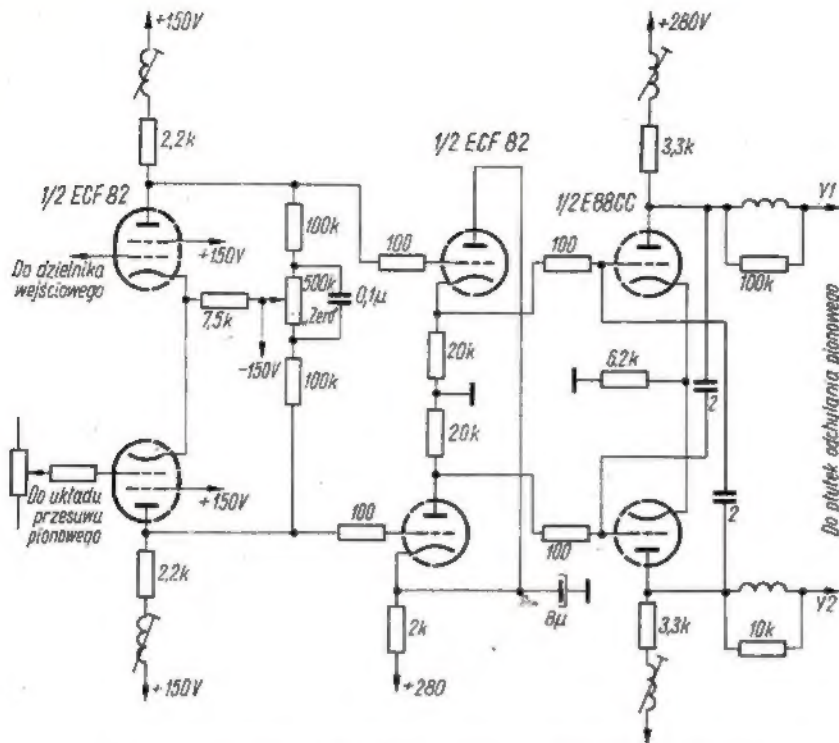 +150V
+280V
2,2k
3,3k
1/2 ECF 82
1/2 ECF 82
1/2E88CC
Y1
100k
100
100
+150V
Do dzielnika
wejściowego
500k
„Zero"
0,1µ
100k
7,5k
-150V
20k
6,2k
100k
20k
2
2
Do płytek odchylania pionowego
+150V
Do układu
przesuwu
pionowego
100
100
2,2k
2k
8µ
3,3k
10k
Y2
+150V
+280